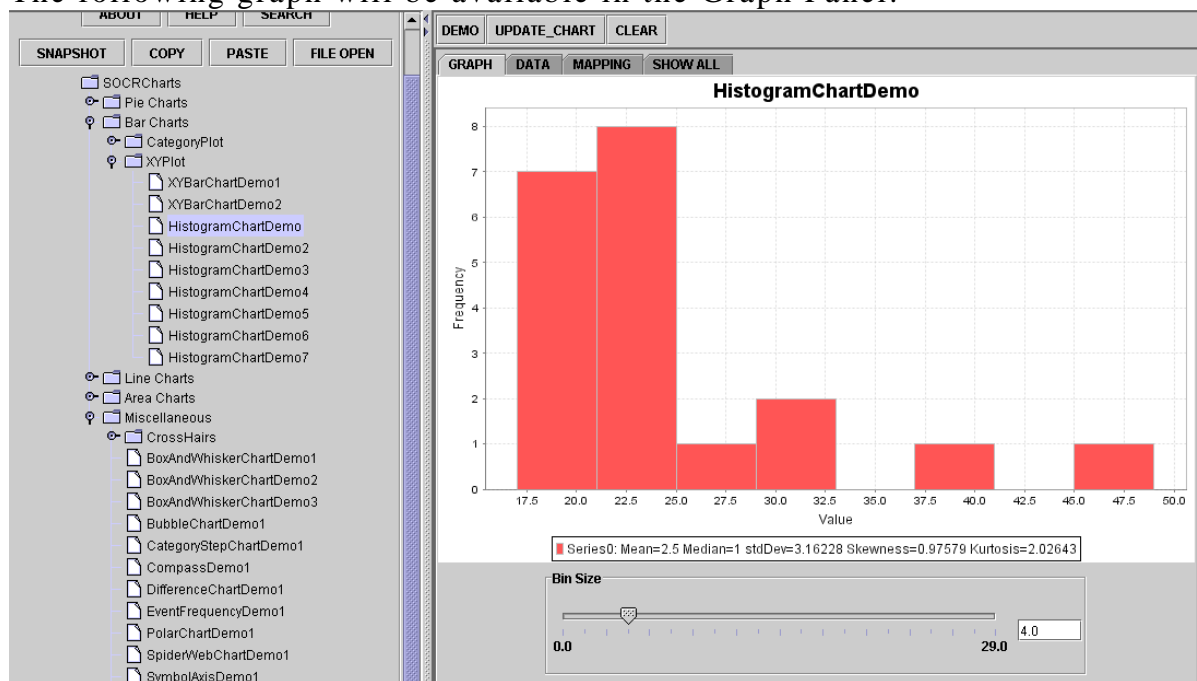 The following graph will be available in the Graph Panel.
ABOUT HELP SEARCH
SNAPSHOT COPY PASTE FILE OPEN
SOCRCharts
Pie Charts
Bar Charts
CategoryPlot
XYPlot
XYBarChartDemo1
XYBarChartDemo2
HistogramChartDemo
HistogramChartDemo2
HistogramChartDemo3
HistogramChartDemo4
HistogramChartDemo5
HistogramChartDemo6
HistogramChartDemo7
Line Charts
Area Charts
Miscellaneous
CrossHairs
BoxAndWhiskerChartDemo1
BoxAndWhiskerChartDemo2
BoxAndWhiskerChartDemo3
BubbleChartDemo1
CategoryStepChartDemo1
CompassDemo1
DifferenceChartDemo1
EventFrequencyDemo1
PolarChartDemo1
SpiderWebChartDemo1
SymbolAxisDemo1
DEMO UPDATE_CHART CLEAR
GRAPH DATA MAPPING SHOW ALL
HistogramChartDemo
8
7
6
5
4
3
2
1
0
Frequency
17.5 20.0 22.5 25.0 27.5 30.0 32.5 35.0 37.5 40.0 42.5 45.0 47.5 50.0
Value
Series0: Mean=2.5 Median=1 stdDev=3.16228 Skewness=0.97579 Kurtosis=2.02643
Bin Size
4.0
0.0 29.0